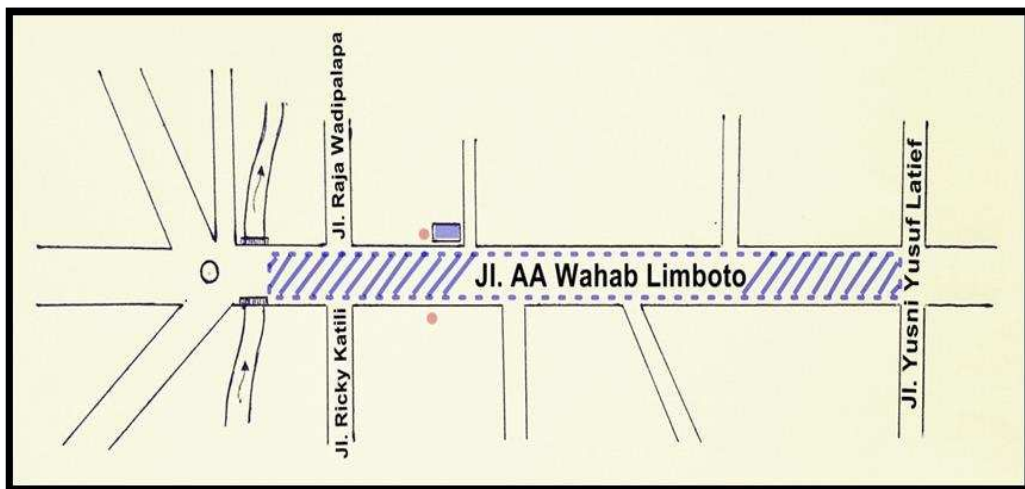 Jl. Raja Wadipalapa
Jl. AA Wahab Limboto
Jl. Yusni Yusuf Latief
Jl. Ricky Katili